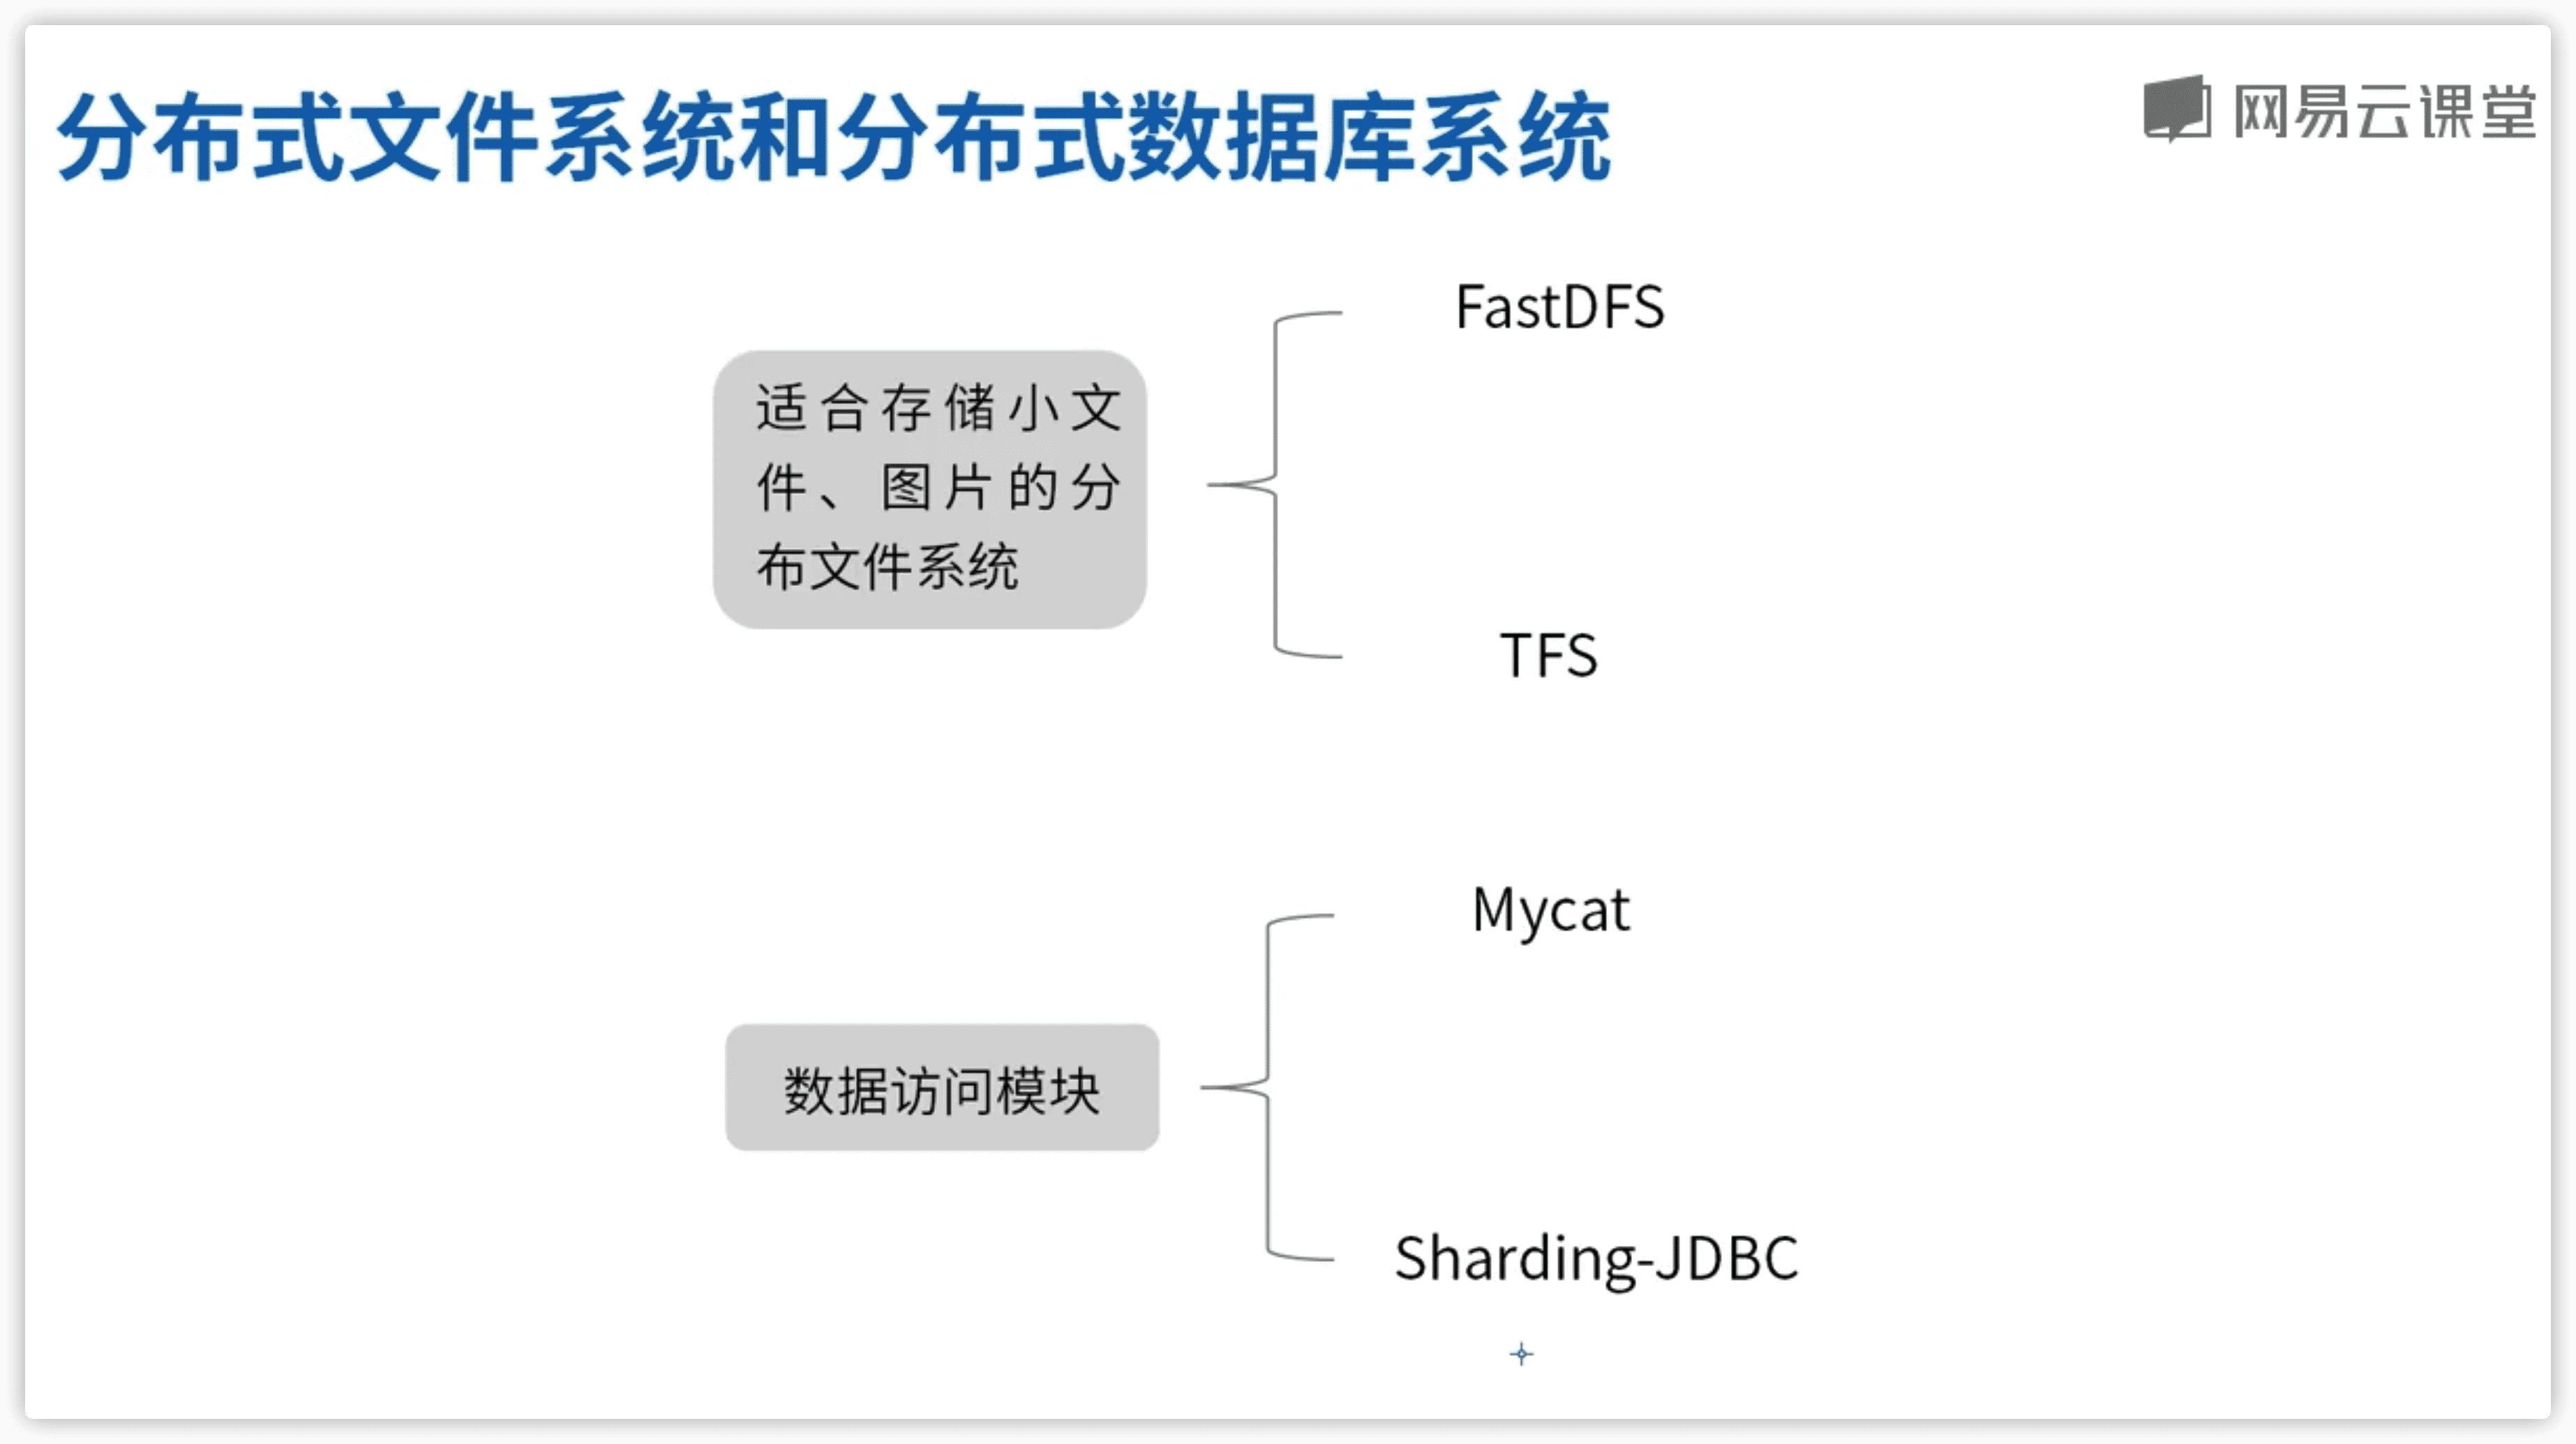 分布式文件系统和分布式数据库系统
网易云课堂
适合存储小文
件、图片的分
布文件系统
FastDFS
TFS
数据访问模块
Mycat
Sharding-JDBC